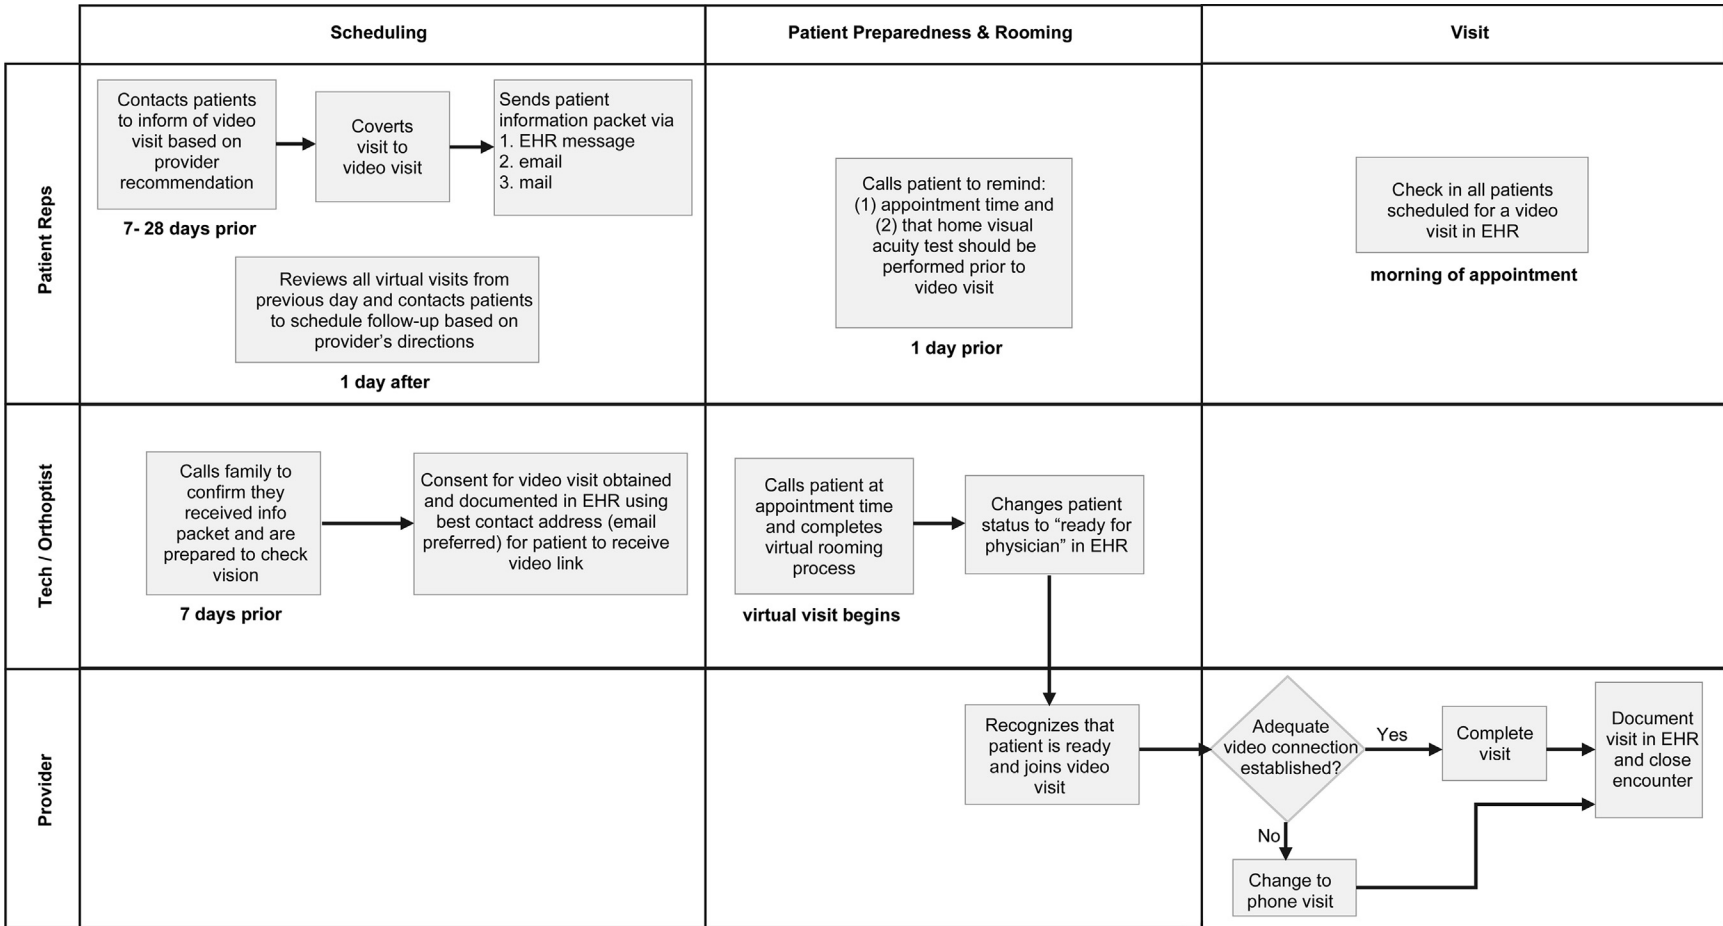 Scheduling
Patient Preparedness & Rooming
Visit
Patient Reps
Contacts patients
to inform of video
visit based on
provider
recommendation
7- 28 days prior
Coverts
visit to
video visit
Sends patient
information packet via
1. EHR message
2. email
3. mail
Reviews all virtual visits from
previous day and contacts patients
to schedule follow-up based on
provider’s directions
1 day after
Calls patient to remind:
(1) appointment time and
(2) that home visual
acuity test should be
performed prior to
video visit
1 day prior
Check in all patients
scheduled for a video
visit in EHR
morning of appointment
Tech / Orthoptist
Calls family to
confirm they
received info
packet and are
prepared to check
vision
7 days prior
Consent for video visit obtained
and documented in EHR using
best contact address (email
preferred) for patient to receive
video link
Calls patient at
appointment time
and completes
virtual rooming
process
virtual visit begins
Changes patient
status to “ready for
physician” in EHR
Provider
Recognizes that
patient is ready
and joins video
visit
Adequate
video connection
established?
Yes
Complete
visit
Document
visit in EHR
and close
encounter
No
Change to
phone visit